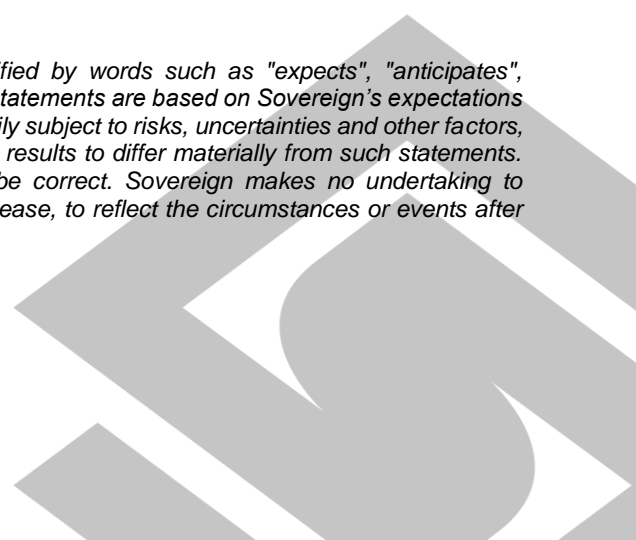 ified by words such as "expects", "anticipates",
tatements are based on Sovereign’s expectations
ily subject to risks, uncertainties and other factors,
results to differ materially from such statements.
be correct. Sovereign makes no undertaking to
ease, to reflect the circumstances or events after